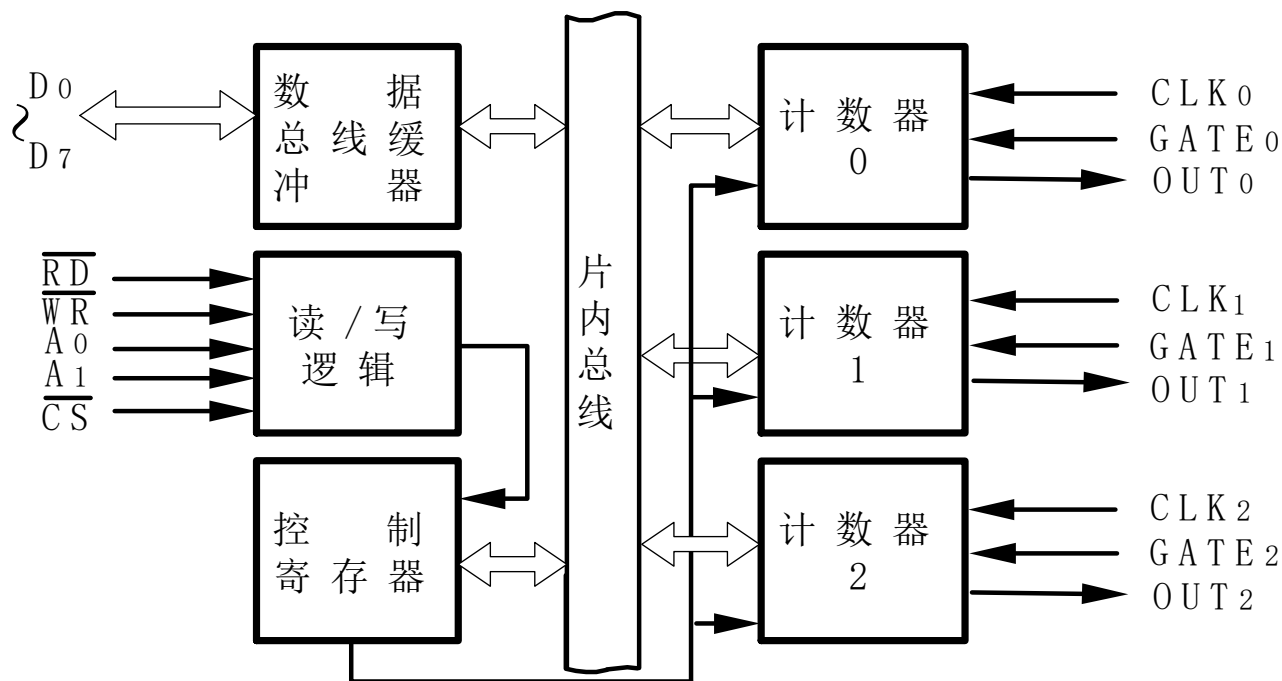 D0
~
D7
数 据
总线缓
冲 器
RD
WR
A0
A1
CS
读/写
逻辑
控 制
寄存器
片内总线
计数器
0
CLK0
GATE0
OUT0
计数器
1
CLK1
GATE1
OUT1
计数器
2
CLK2
GATE2
OUT2